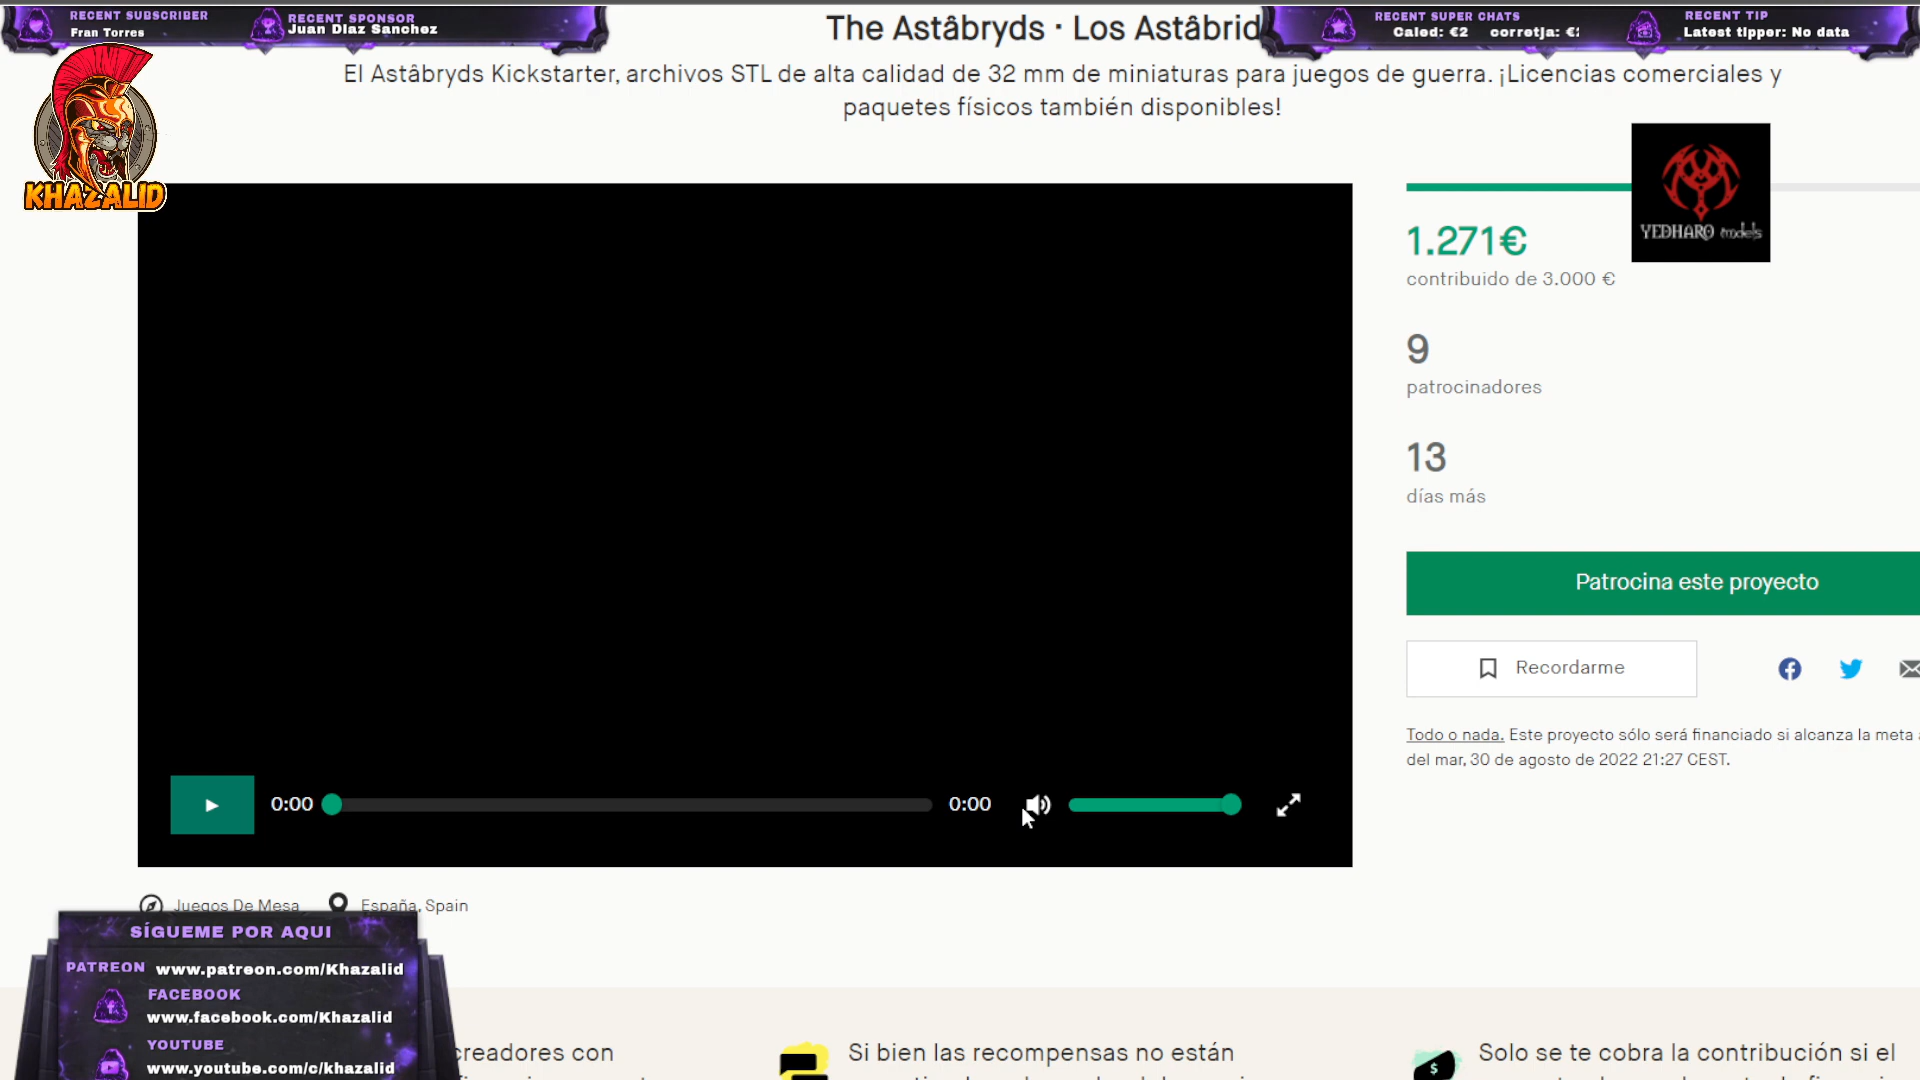 RECENT SUBSCRIBER
Fran Torres
RECENT SPONSOR
Juan Diaz Sanchez
The Astâbryds · Los Astâbrid
RECENT SUPER CHATS
Caled: €2 corretja: €
RECENT TIP
Latest tipper: No data
El Astâbryds Kickstarter, archivos STL de alta calidad de 32 mm de miniaturas para juegos de guerra. ¡Licencias comerciales y
paquetes físicos también disponibles!
KHAZALID
YEDHARO models
1.271€
contribuido de 3.000 €
9
patrocinadores
13
días más
Patrocina este proyecto
Recordarme
Todo o nada. Este proyecto sólo será financiado si alcanza la meta
del mar, 30 de agosto de 2022 21:27 CEST.
0:00
0:00
Juegos De Mesa
España, Spain
SÍGUEME POR AQUI
PATREON www.patreon.com/Khazalid
FACEBOOK
www.facebook.com/Khazalid
YOUTUBE
www.youtube.com/c/khazalid
creadores con
Si bien las recompensas no están
Solo se te cobra la contribución si el